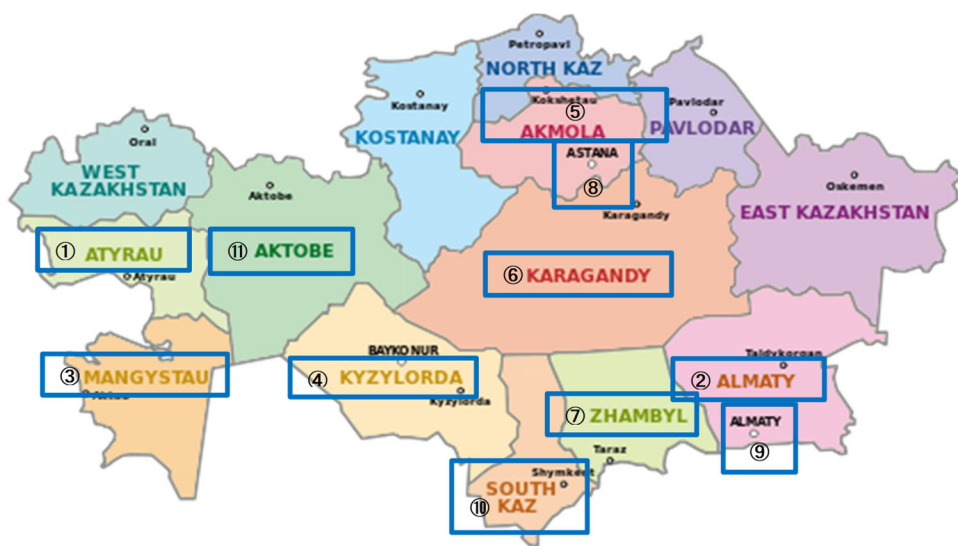 Petropavl
NORTH KAZ
Kokshetau
⑤
AKMOLA
Kostanay
KOSTANAY
Pavlodar
PAVLODAR
ASTANA
⑧
Oral
WEST
KAZAKHSTAN
Aktobe
Karagandy
Oskemen
EAST KAZAKHSTAN
① ATYRAU
Atyrau
⑪ AKTOBE
⑥ KARAGANDY
BAYKONUR
③ MANGYSTAU
Aktau
④ KYZYLORDA
Kyzylorda
Taldykorgan
② ALMATY
⑦ ZHAMBYL
ALMATY
⑨
Taraz
Shymkent
SOUTH
⑩ KAZ